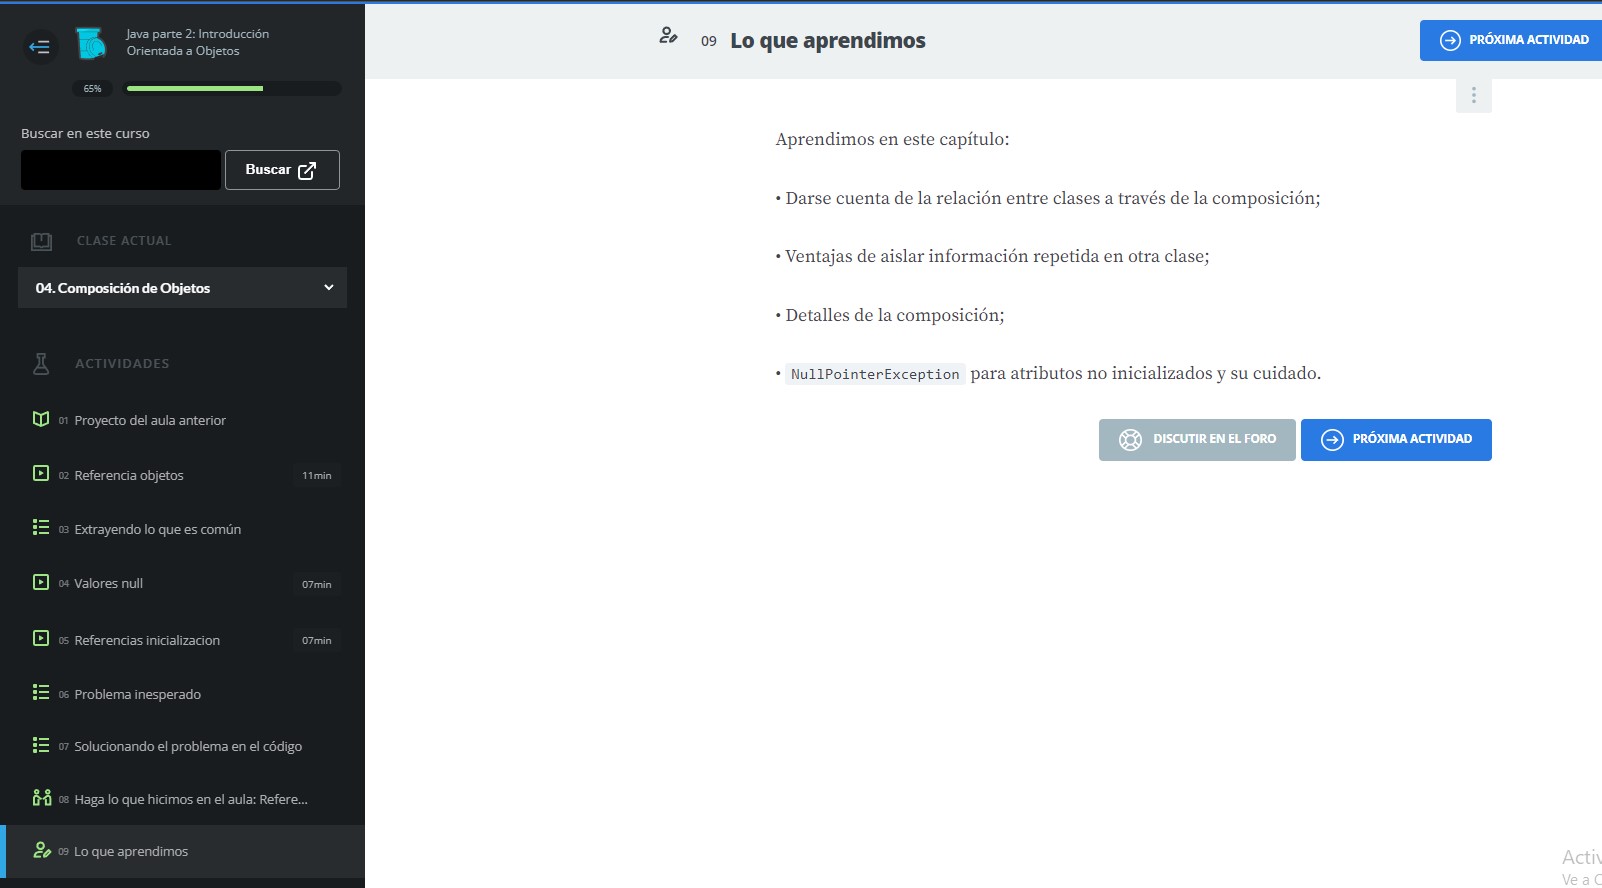 Java parte 2: Introducción
Orientada a Objetos
65%
Buscar en este curso
Buscar
CLASE ACTUAL
04. Composición de Objetos
ACTIVIDADES
01 Proyecto del aula anterior
02 Referencia objetos 11min
03 Extrayendo lo que es común
04 Valores null 07min
05 Referencias inicializacion 07min
06 Problema inesperado
07 Solucionando el problema en el código
08 Haga lo que hicimos en el aula: Refere...
09 Lo que aprendimos
09 Lo que aprendimos
PRÓXIMA ACTIVIDAD
Aprendimos en este capítulo:
• Darse cuenta de la relación entre clases a través de la composición;
• Ventajas de aislar información repetida en otra clase;
• Detalles de la composición;
• NullPointerException para atributos no inicializados y su cuidado.
DISCUTIR EN EL FORO
PRÓXIMA ACTIVIDAD
Activ
Ve a C